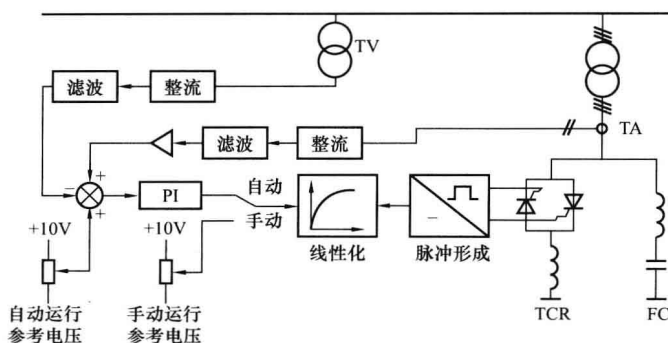 TV
滤波
整流
TA
滤波
整流
−
+
+
PI
自动
手动
+10V
+10V
线性化
−
脉冲形成
自动运行
参考电压
手动运行
参考电压
TCR
FC